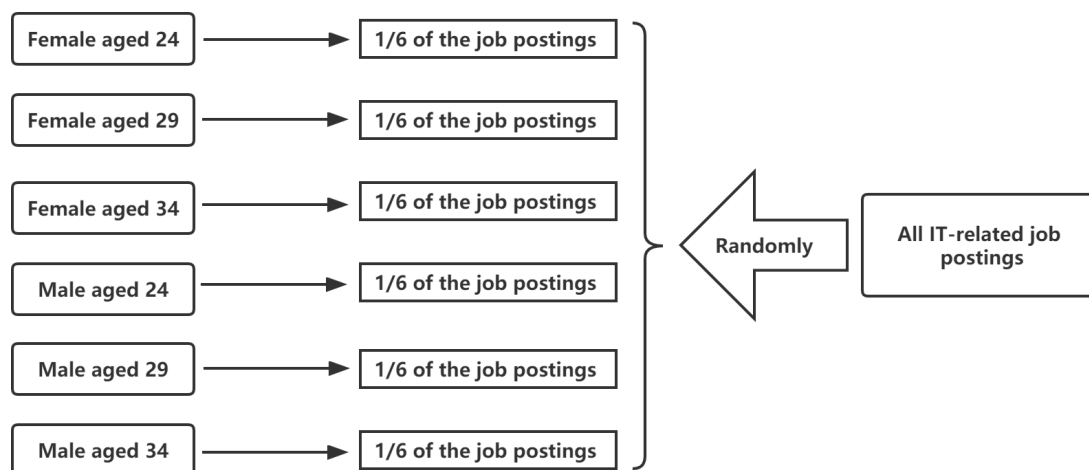 Female aged 24
1/6 of the job postings
Female aged 29
1/6 of the job postings
Female aged 34
1/6 of the job postings
Male aged 24
1/6 of the job postings
Male aged 29
1/6 of the job postings
Male aged 34
1/6 of the job postings
Randomly
All IT-related job
postings